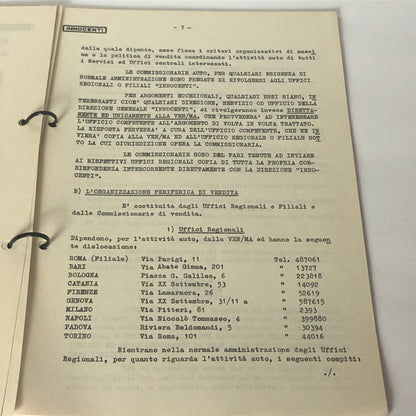 INNOCENTI
- 7 -
dalla quale dipende, esso fissa i criteri organizzativi di massi
ma e la politica di vendita coordinando l'attività auto di tutti
i Servizi ed Uffici centrali interessati.
LE COMMISSIONARIE AUTO, PER QUALSIASI ESIGENZA DI
NORMALE AMMINISTRAZIONE SONO PREGATE DI RIVOLGERSI AGLI UFFICI
REGIONALI O FILIALI "INNOCENTI".
PER ARGOMENTI ECCEZIONALI, QUALSIASI ESSI SIANO, IN
TERESSANTI CIOE' QUALSIASI DIREZIONE, SERVIZIO OD UFFICIO DELLA
DIREZIONE GENERALE "INNOCENTI", si rivolgeranno invece DIRETTA-
MENTE ED UNICAMENTE ALLA VEN/MA, CHE PROVVEDERA' AD INTERESSARE
L'UFFICIO COMPETENTE ALL'ARGOMENTO DI VOLTA IN VOLTA TRATTATO.
LA RISPOSTA PERVERRA' A CURA DELL'UFFICIO COMPETENTE, CHE NE IN
VIERA' COPIA ALLA VEN/MA ED ALL'UFFICIO REGIONALE O FILIALE SOT
TO LA CUI GIURISDIZIONE OPERA LA COMMISSIONARIA.
LE COMMISSIONARIE SONO DEL PARI TENUTE AD INVIARE
AI RISPETTIVI UFFICI REGIONALI COPIA DI TUTTA LA PROPRIA COR-
RISPONDENZA INTERCORRENTE DIRETTAMENTE CON LA DIREZIONE "INNO-
CENTI".
B) L'ORGANIZZAZIONE PERIFERICA DI VENDITA
E' costituita dagli Uffici Regionali e Filiali e
dalle Commissionarie di vendita.
1) Uffici Regionali
Dipendono, per l'attività auto, dalla VEN/MA ed hanno la seguen
te dislocazione:
ROMA (Filiale) Via Parigi, 11 Tel. 487061
BARI Via Abate Gimma, 201 " 13727
BOLOGNA Piazza G. Galileo, 6 " 223818
CATANIA Via XX Settembre, 53 " 14092
FIRENZE Via Lamarmora, 26 " 52619
GENOVA Via XX Settembre, 31/11 a " 587615
MILANO Via Pitteri, 81 " 2393
NAPOLI Via Niccolò Tommaseo, 4 " 399880
PADOVA Riviera Beldomandi, 5 " 30394
TORINO Via Roma, 101 " 44016
Rientrano nella normale amministrazione degli Uffici
Regionali, per quanto riguarda l'attività auto, i seguenti compiti:
./.